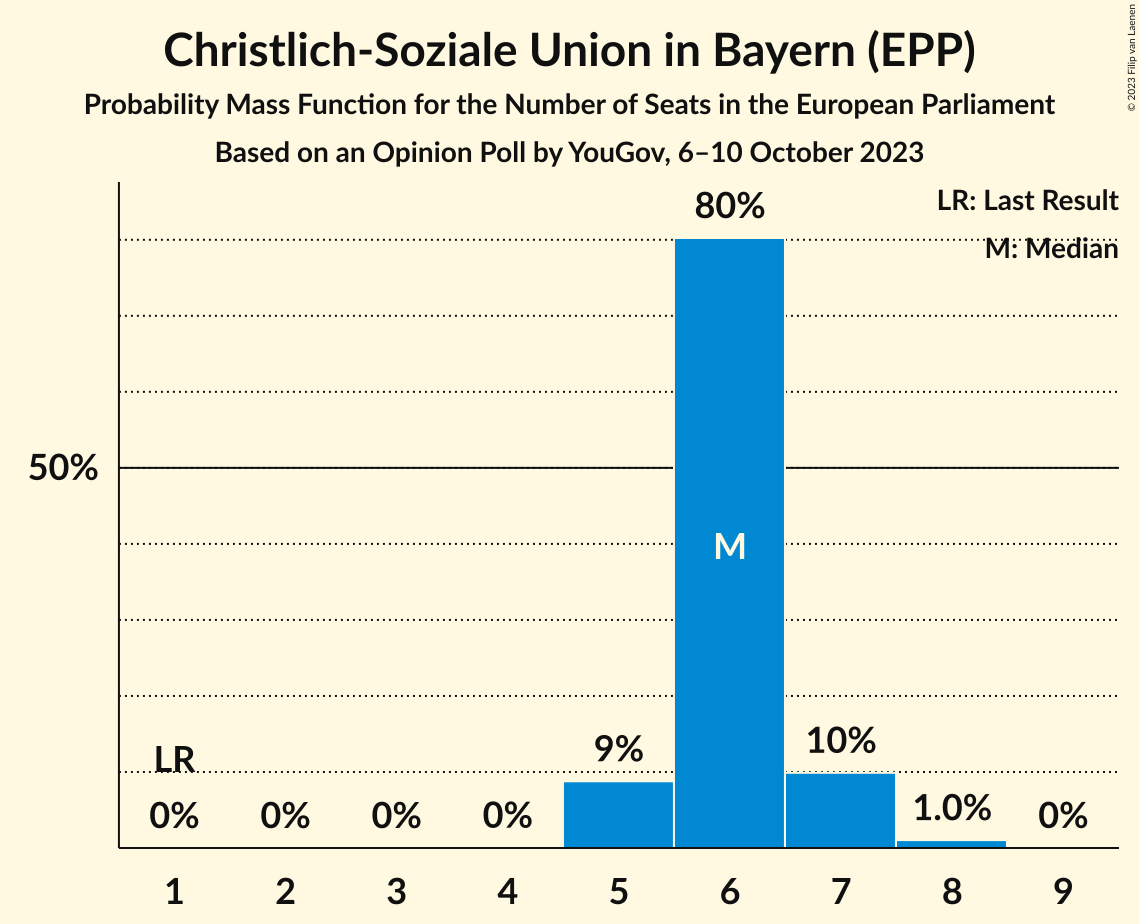 Christlich-Soziale Union in Bayern (EPP)
Probability Mass Function for the Number of Seats in the European Parliament
Based on an Opinion Poll by YouGov, 6–10 October 2023
© 2023 Filip van Laenen
LR: Last Result
M: Median
80%
50%
M
LR
9%
10%
0%
0%
0%
0%
1.0%
0%
1 2 3 4 5 6 7 8 9